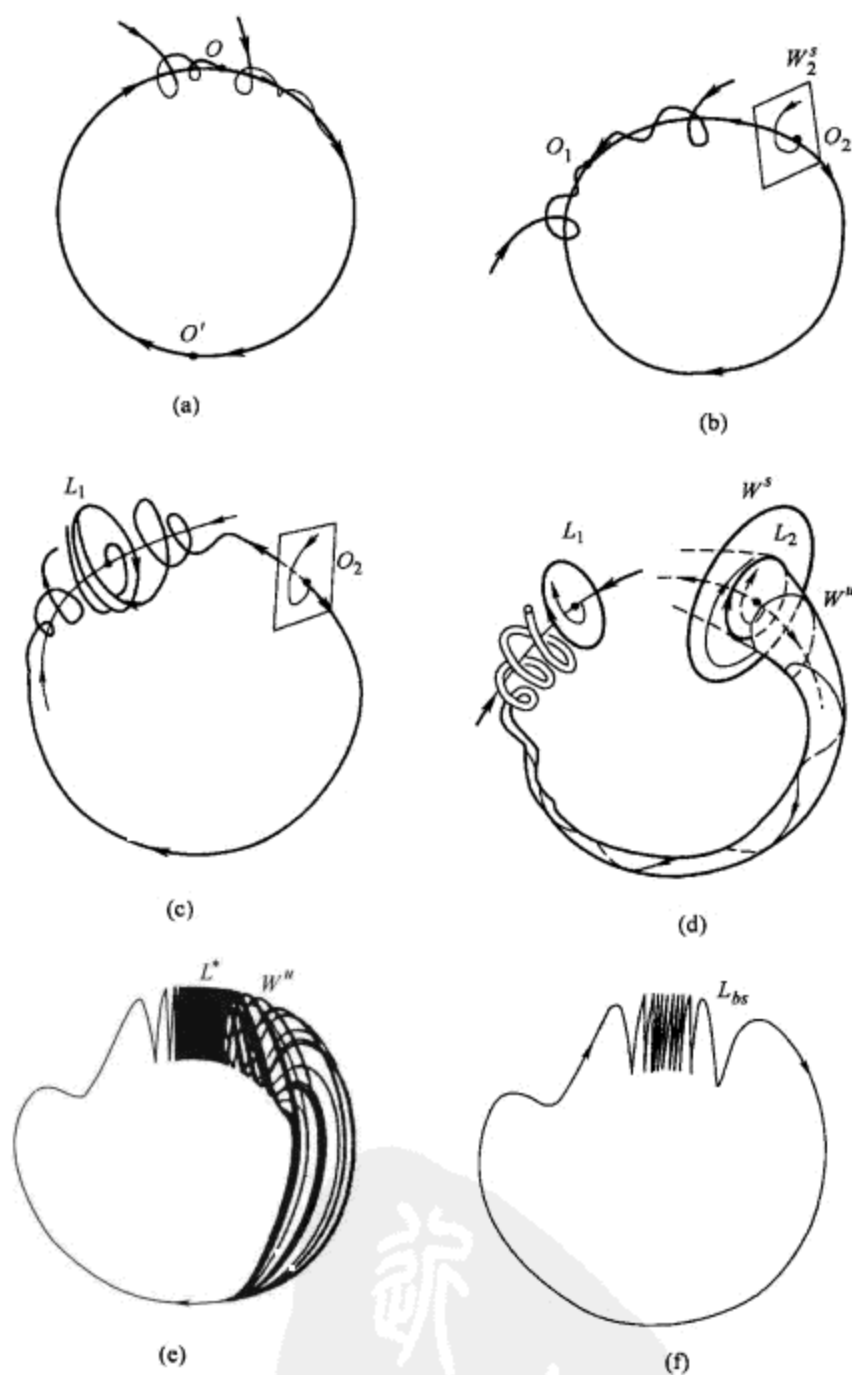 O
O'
(a)
W₂ˢ
O₁
O₂
(b)
L₁
O₂
(c)
Wˢ
L₁
L₂
Wᵘ
(d)
L* Wᵘ
(e)
L_bs
(f)